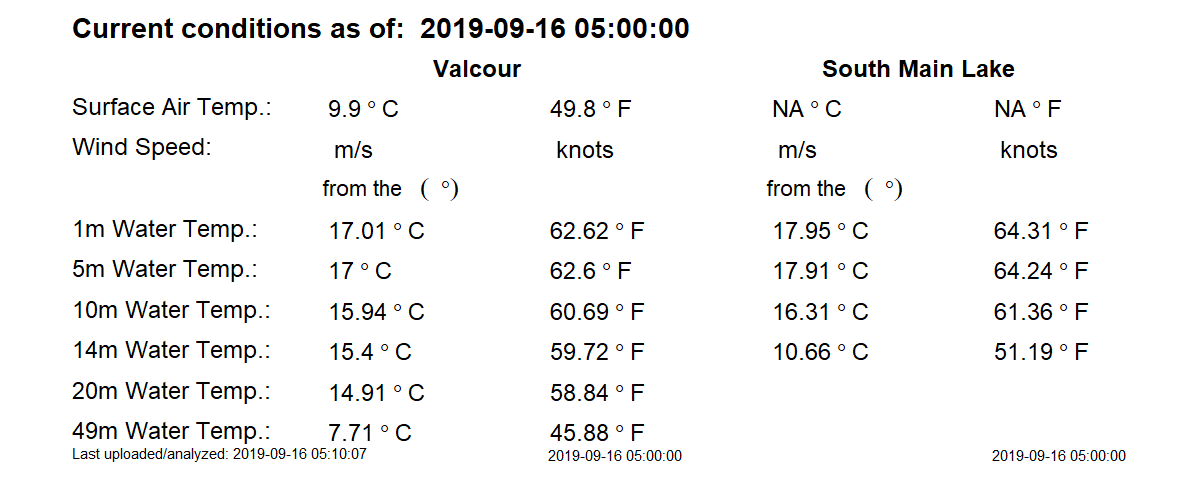 Current conditions as of: 2019-09-16 05:00:00
Valcour South Main Lake
Surface Air Temp.: 9.9 ° C 49.8 ° F NA ° C NA ° F
Wind Speed: m/s knots m/s knots
from the ( °) from the ( °)
1m Water Temp.: 17.01 ° C 62.62 ° F 17.95 ° C 64.31 ° F
5m Water Temp.: 17 ° C 62.6 ° F 17.91 ° C 64.24 ° F
10m Water Temp.: 15.94 ° C 60.69 ° F 16.31 ° C 61.36 ° F
14m Water Temp.: 15.4 ° C 59.72 ° F 10.66 ° C 51.19 ° F
20m Water Temp.: 14.91 ° C 58.84 ° F
49m Water Temp.: 7.71 ° C 45.88 ° F
Last uploaded/analyzed: 2019-09-16 05:10:07 2019-09-16 05:00:00 2019-09-16 05:00:00